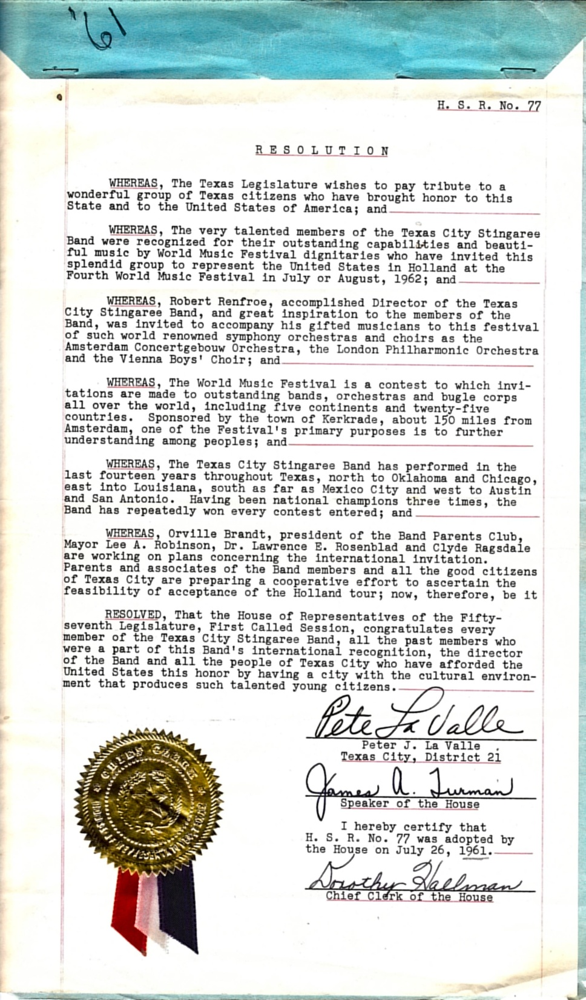 '61
H. S. R. No. 77
R E S O L U T I O N
WHEREAS, The Texas Legislature wishes to pay tribute to a
wonderful group of Texas citizens who have brought honor to this
State and to the United States of America; and
WHEREAS, The very talented members of the Texas City Stingaree
Band were recognized for their outstanding capabilities and beauti-
ful music by World Music Festival dignitaries who have invited this
splendid group to represent the United States in Holland at the
Fourth World Music Festival in July or August, 1962; and
WHEREAS, Robert Renfroe, accomplished Director of the Texas
City Stingaree Band, and great inspiration to the members of the
Band, was invited to accompany his gifted musicians to this festival
of such world renowned symphony orchestras and choirs as the
Amsterdam Concertgebouw Orchestra, the London Philharmonic Orchestra
and the Vienna Boys' Choir; and
WHEREAS, The World Music Festival is a contest to which invi-
tations are made to outstanding bands, orchestras and bugle corps
all over the world, including five continents and twenty-five
countries. Sponsored by the town of Kerkrade, about 150 miles from
Amsterdam, one of the Festival's primary purposes is to further
understanding among peoples; and
WHEREAS, The Texas City Stingaree Band has performed in the
last fourteen years throughout Texas, north to Oklahoma and Chicago,
east into Louisiana, south as far as Mexico City and west to Austin
and San Antonio. Having been national champions three times, the
Band has repeatedly won every contest entered; and
WHEREAS, Orville Brandt, president of the Band Parents Club,
Mayor Lee A. Robinson, Dr. Lawrence E. Rosenblad and Clyde Ragsdale
are working on plans concerning the international invitation.
Parents and associates of the Band members and all the good citizens
of Texas City are preparing a cooperative effort to ascertain the
feasibility of acceptance of the Holland tour; now, therefore, be it
RESOLVED, That the House of Representatives of the Fifty-
seventh Legislature, First Called Session, congratulates every
member of the Texas City Stingaree Band, all the past members who
were a part of this Band's international recognition, the director
of the Band and all the people of Texas City who have afforded the
United States this honor by having a city with the cultural environ-
ment that produces such talented young citizens.
Pete La Valle
Peter J. La Valle
Texas City, District 21
James A. Turman
Speaker of the House
I hereby certify that
H. S. R. No. 77 was adopted by
the House on July 26, 1961.
Dorothy Hallman
Chief Clerk of the House
CHIEF CLERK
HOUSE OF REPRESENTATIVES